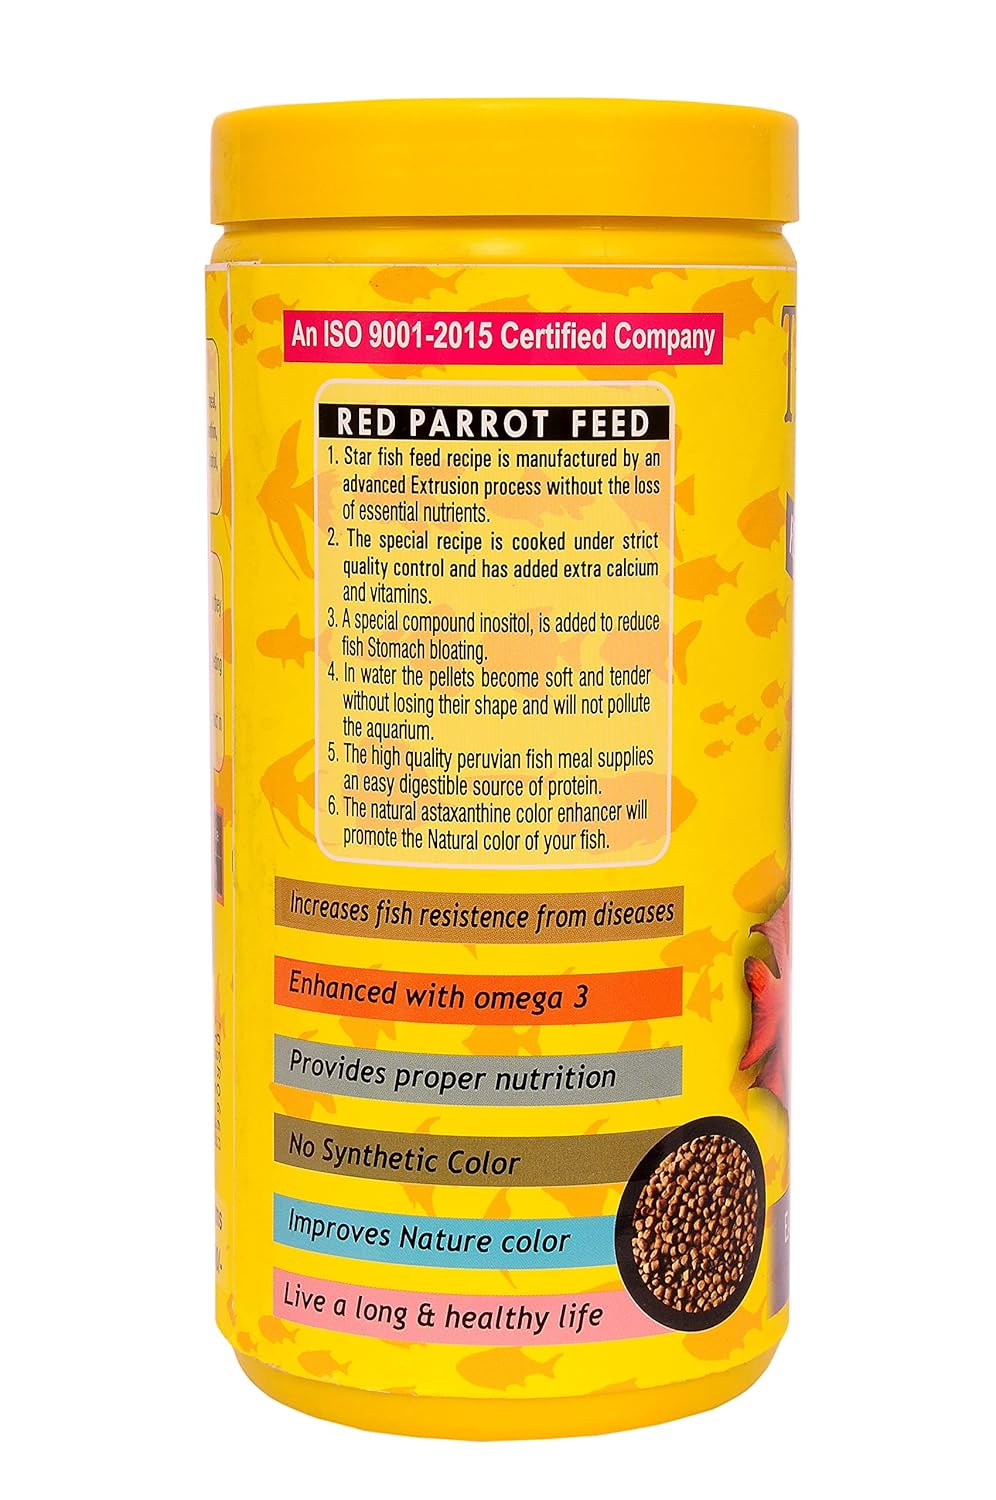 An ISO 9001-2015 Certified Company
RED PARROT FEED
1. Star fish feed recipe is manufactured by an
advanced Extrusion process without the loss
of essential nutrients.
2. The special recipe is cooked under strict
quality control and has added extra calcium
and vitamins.
3. A special compound inositol, is added to reduce
fish Stomach bloating.
4. In water the pellets become soft and tender
without losing their shape and will not pollute
the aquarium.
5. The high quality peruvian fish meal supplies
an easy digestible source of protein.
6. The natural astaxanthine color enhancer will
promote the Natural color of your fish.
Increases fish resistence from diseases
Enhanced with omega 3
Provides proper nutrition
No Synthetic Color
Improves Nature color
Live a long & healthy life